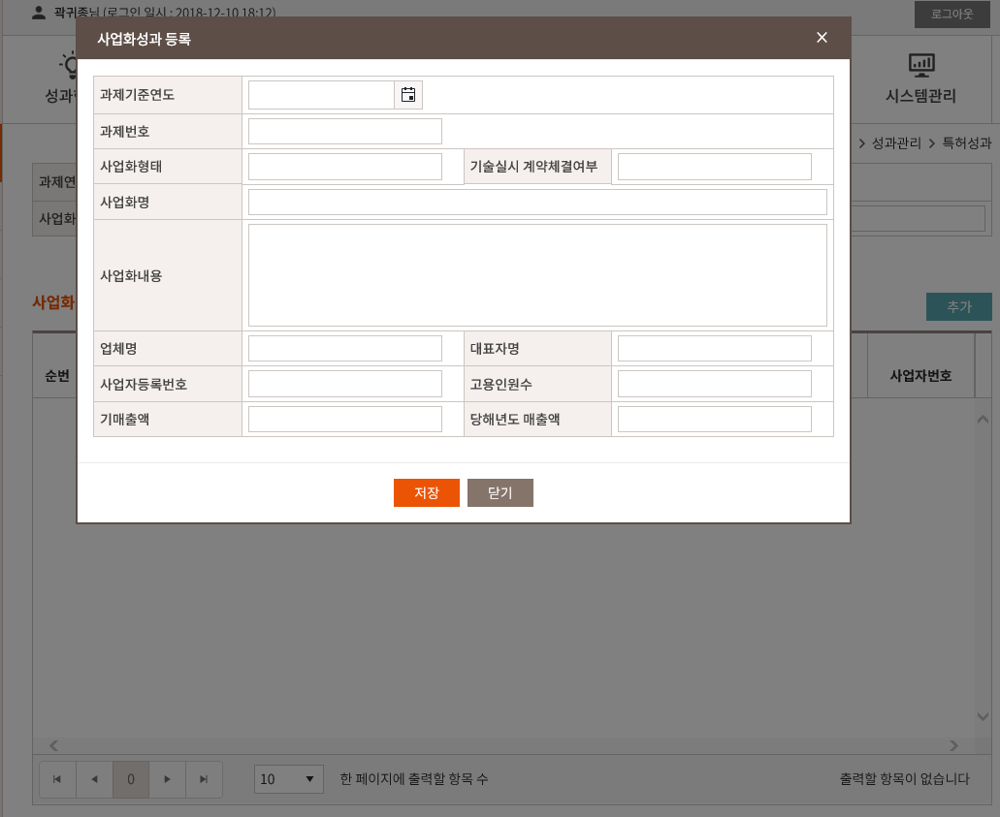 곽귀종님 (로그인 일시 : 2018-12-10 18:12)
로그아웃
사업화성과 등록
시스템관리
성과관리
특허성과
과제연
사업화
사업화
추가
순번
사업자번호
과제기준연도
과제번호
사업화형태
기술실시 계약체결여부
사업화명
사업화내용
업체명
대표자명
사업자등록번호
고용인원수
기매출액
당해년도 매출액
저장
닫기
0
10
한 페이지에 출력할 항목 수
출력할 항목이 없습니다